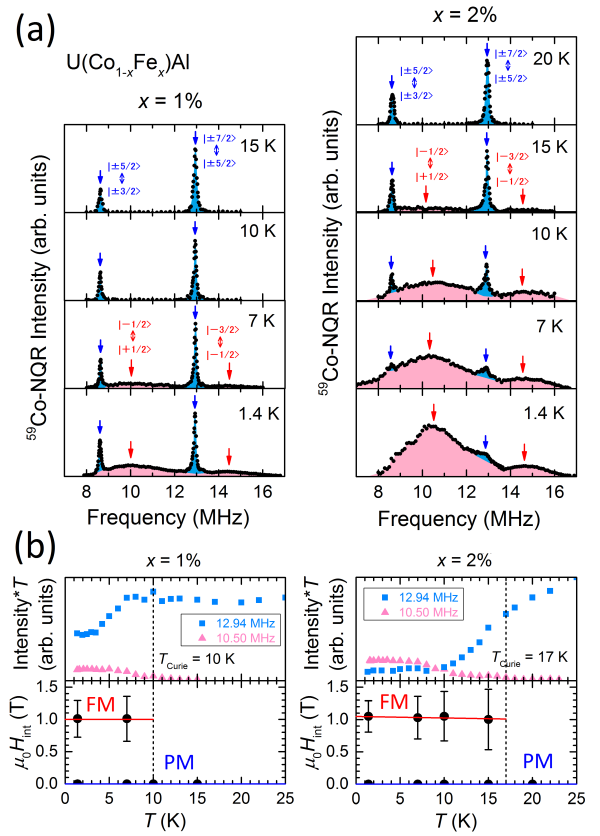 (a)
x = 2%
U(Co1-xFex)Al
x = 1%
59Co-NQR Intensity (arb. units)
15 K
|±5/2>
|±3/2>
|±7/2>
|±5/2>
10 K
7 K
|−1/2>
|+1/2>
|−3/2>
|−1/2>
1.4 K
8 10 12 14 16
Frequency (MHz)
59Co-NQR Intensity (arb. units)
20 K
|±5/2>
|±3/2>
|±7/2>
|±5/2>
15 K
|−1/2>
|+1/2>
|−3/2>
|−1/2>
10 K
7 K
1.4 K
8 10 12 14 16
Frequency (MHz)
(b)
x = 1%
Intensity*T
(arb. units)
12.94 MHz
10.50 MHz
TCurie = 10 K
μ0Hint (T)
1.5
1.0
0.5
0.0
FM
PM
0 5 10 15 20 25
T (K)
x = 2%
Intensity*T
(arb. units)
12.94 MHz
10.50 MHz
TCurie = 17 K
μ0Hint (T)
1.5
1.0
0.5
0.0
FM
PM
0 5 10 15 20 25
T (K)